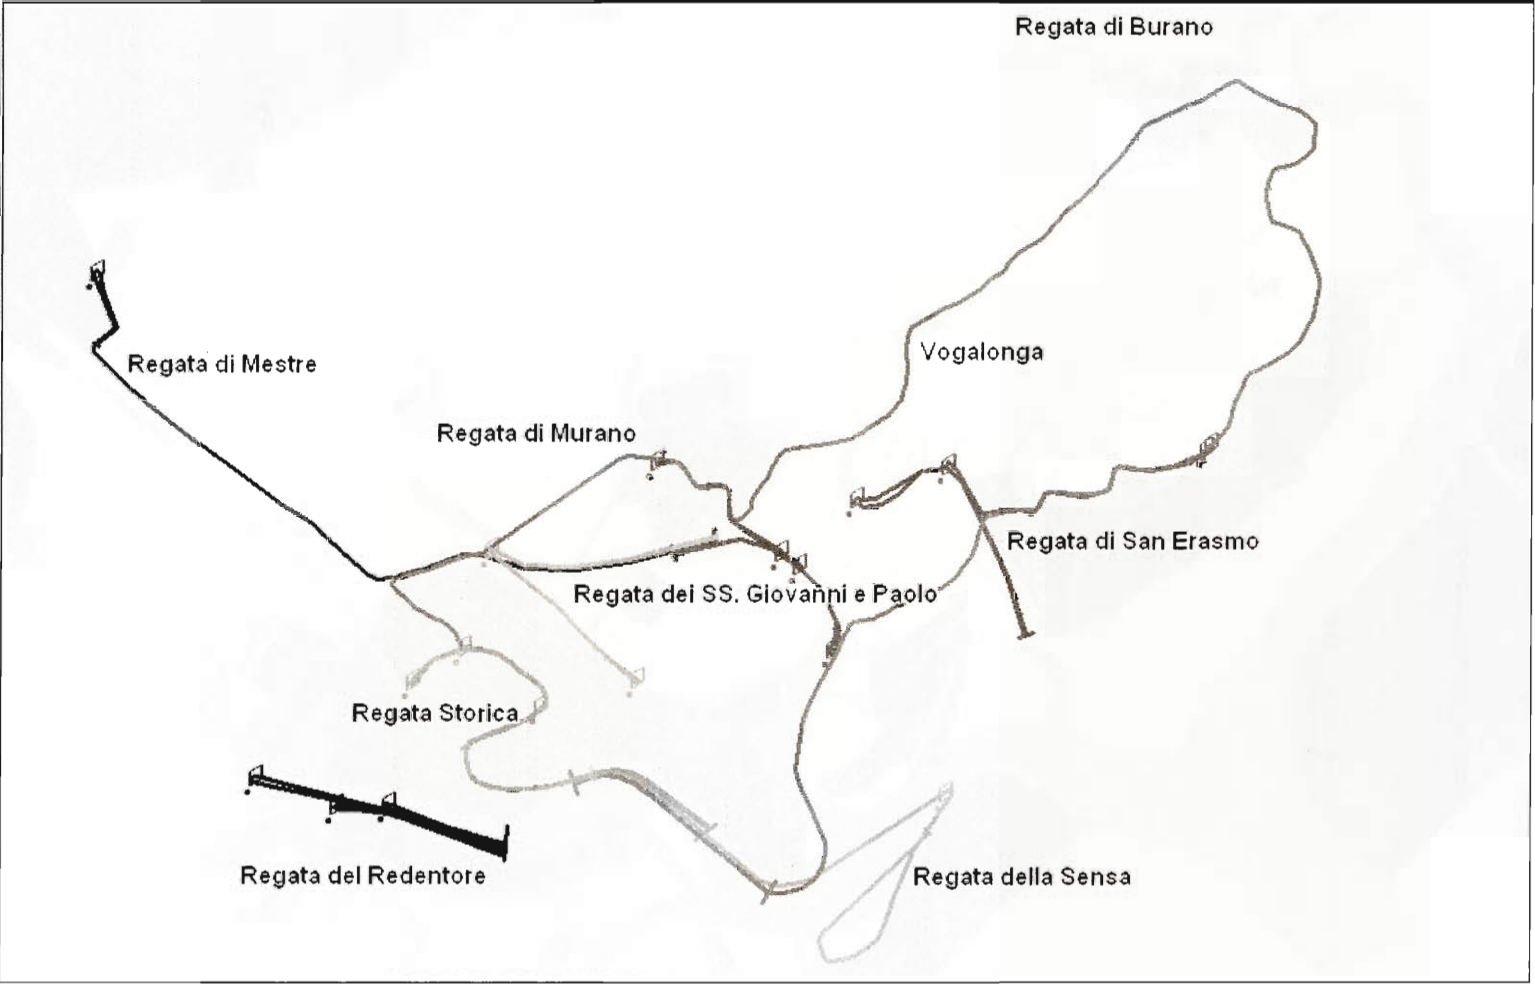 Regata di Burano
Vogalonga
Regata di Mestre
Regata di Murano
Regata di San Erasmo
Regata dei SS. Giovanni e Paolo
Regata Storica
Regata del Redentore
Regata della Sensa